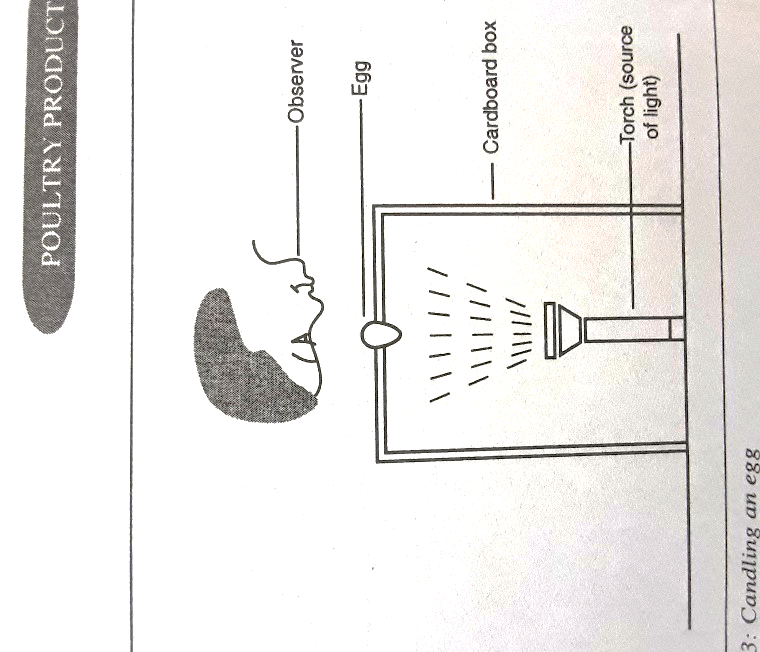 POULTRY PRODUCT
Observer
Egg
Cardboard box
Torch (source
of light)
3: Candling an egg